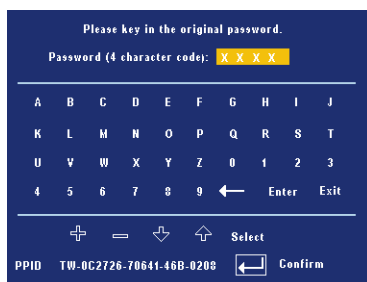 Please key in the original password.
Password (4 character code): X X X X
A B C D E F G H I J
K L M N O P Q R S T
U V W X Y Z 0 1 2 3
4 5 6 7 8 9 ← Enter Exit
Select
PPID TW-0C2726-70641-46B-0208 Confirm